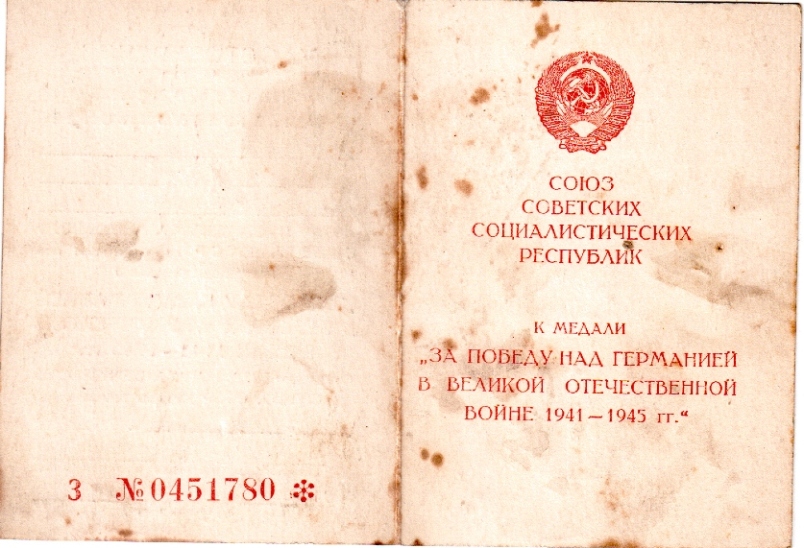 З №0451780
СОЮЗ
СОВЕТСКИХ
СОЦИАЛИСТИЧЕСКИХ
РЕСПУБЛИК
К МЕДАЛИ
„ЗА ПОБЕДУ НАД ГЕРМАНИЕЙ
В ВЕЛИКОЙ ОТЕЧЕСТВЕННОЙ
ВОЙНЕ 1941—1945 гг.“